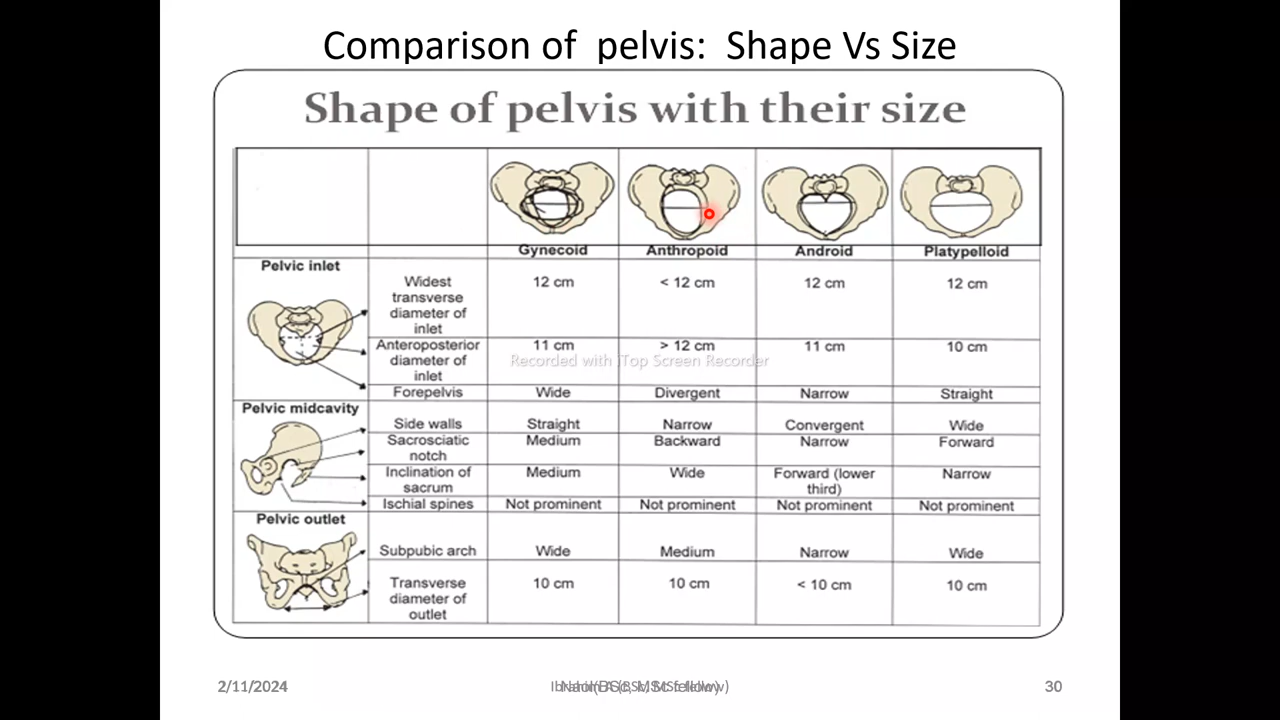 Comparison of pelvis: Shape Vs Size
Shape of pelvis with their size
Gynecoid Anthropoid Android Platypelloid
Pelvic inlet
Widest transverse diameter of inlet 12 cm < 12 cm 12 cm 12 cm
Anteroposterior diameter of inlet 11 cm > 12 cm 11 cm 10 cm
Recorded with iTop Screen Recorder
Forepelvis Wide Divergent Narrow Straight
Pelvic midcavity
Side walls Straight Narrow Convergent Wide
Sacrosciatic notch Medium Backward Narrow Forward
Inclination of sacrum Medium Wide Forward (lower third) Narrow
Ischial spines Not prominent Not prominent Not prominent Not prominent
Pelvic outlet
Subpubic arch Wide Medium Narrow Wide
Transverse diameter of outlet 10 cm 10 cm < 10 cm 10 cm
2/11/2024 30